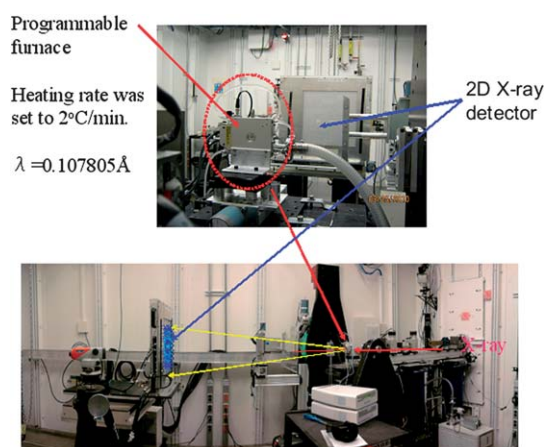 Programmable
furnace
Heating rate was
set to 2°C/min.
λ=0.107805Å
2D X-ray
detector
X-ray